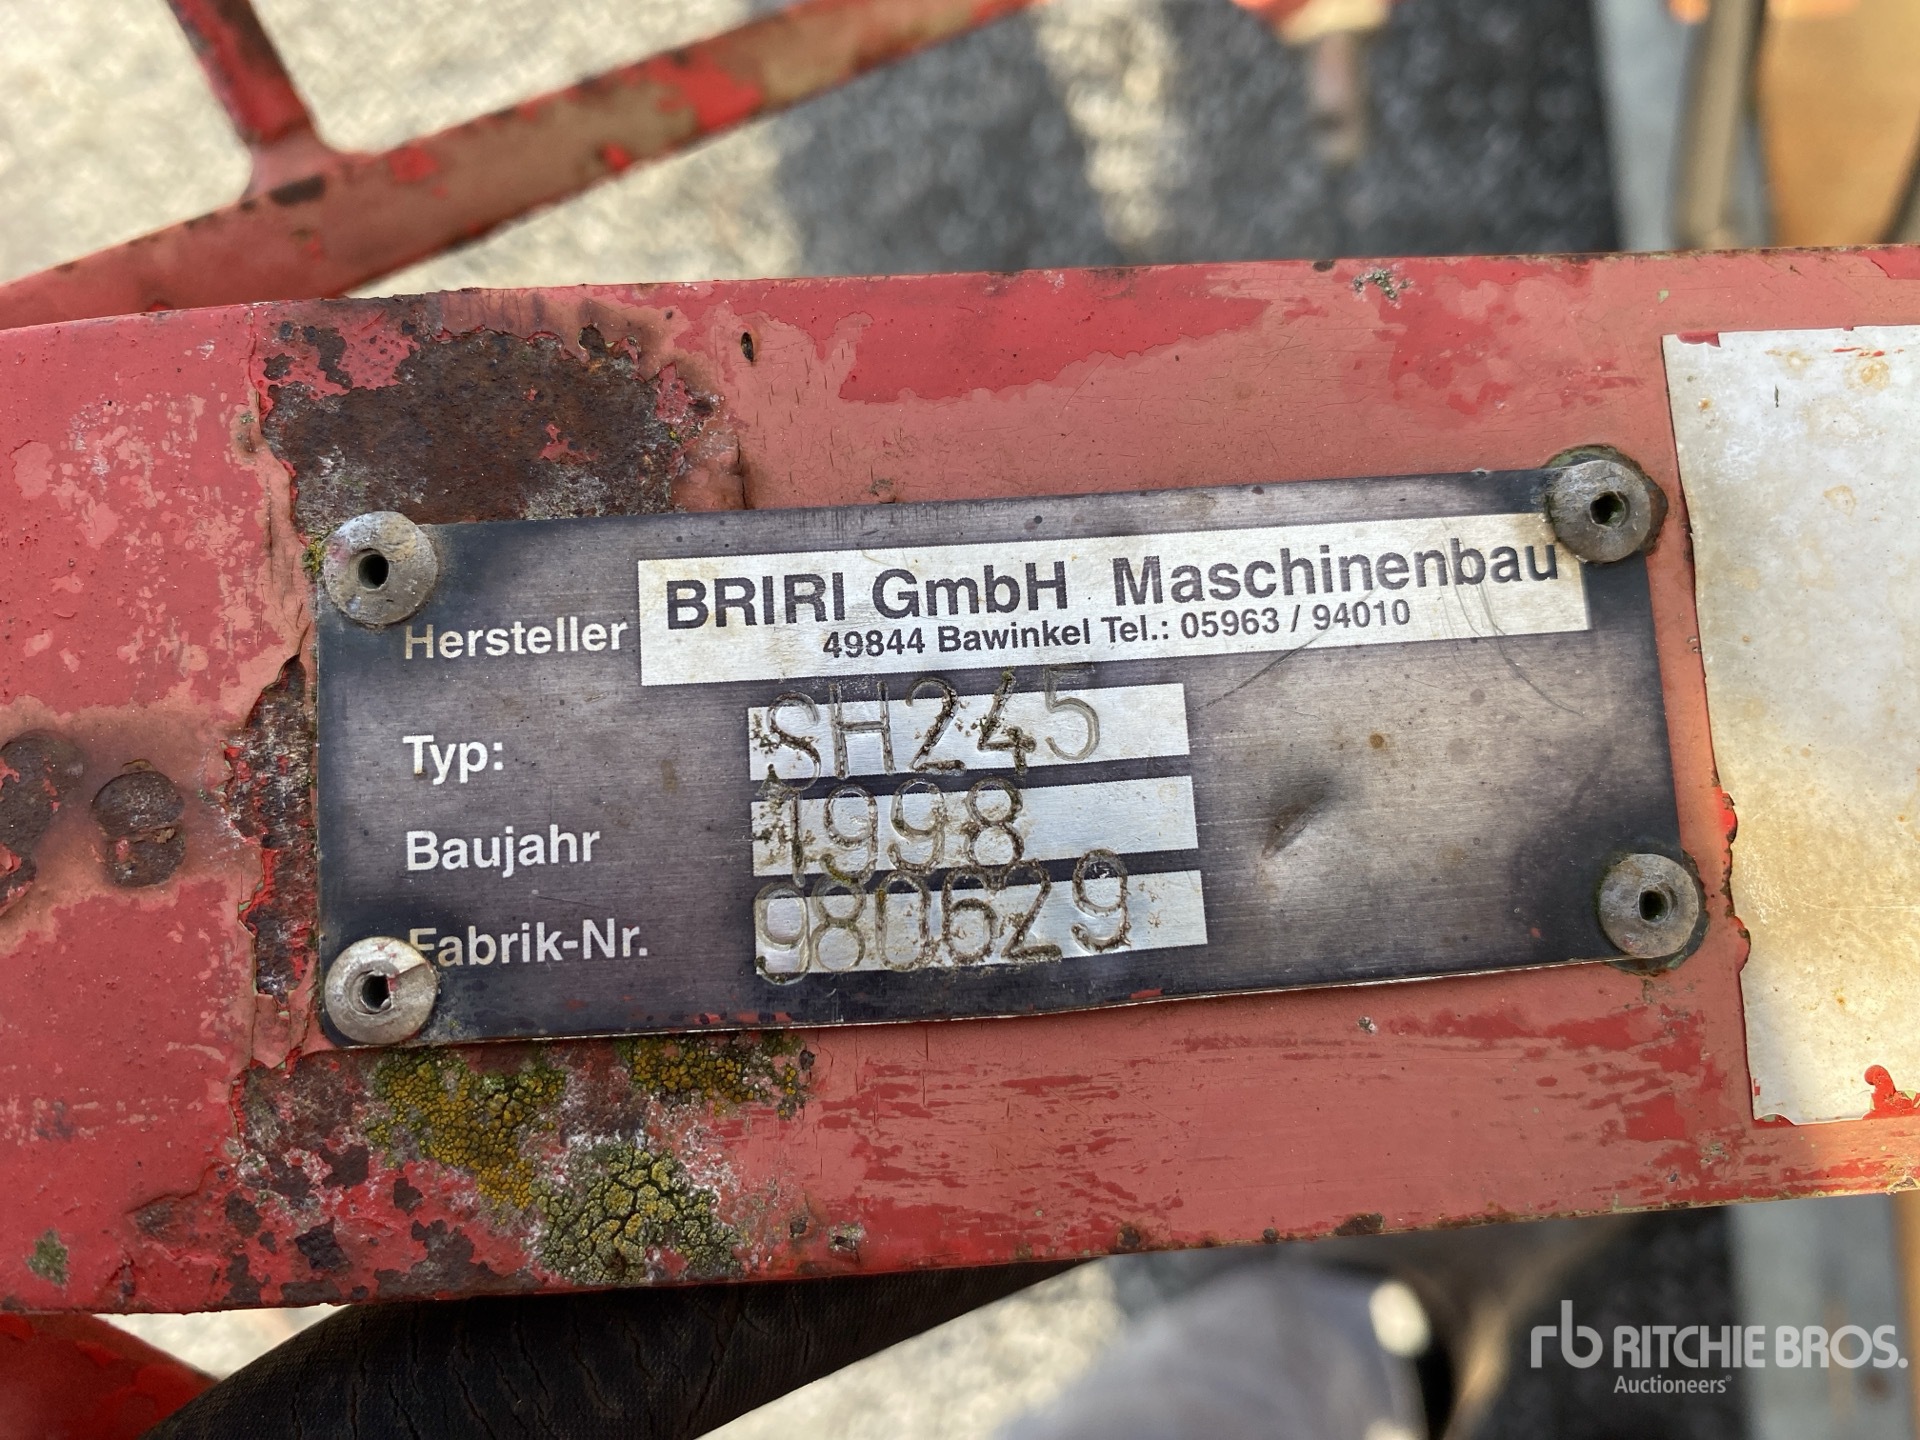 Hersteller BRIRI GmbH Maschinenbau
49844 Bawinkel Tel.: 05963 / 94010
Typ: SH245
Baujahr 1998
Fabrik-Nr. 980629
rb RITCHIE BROS.
Auctioneers®